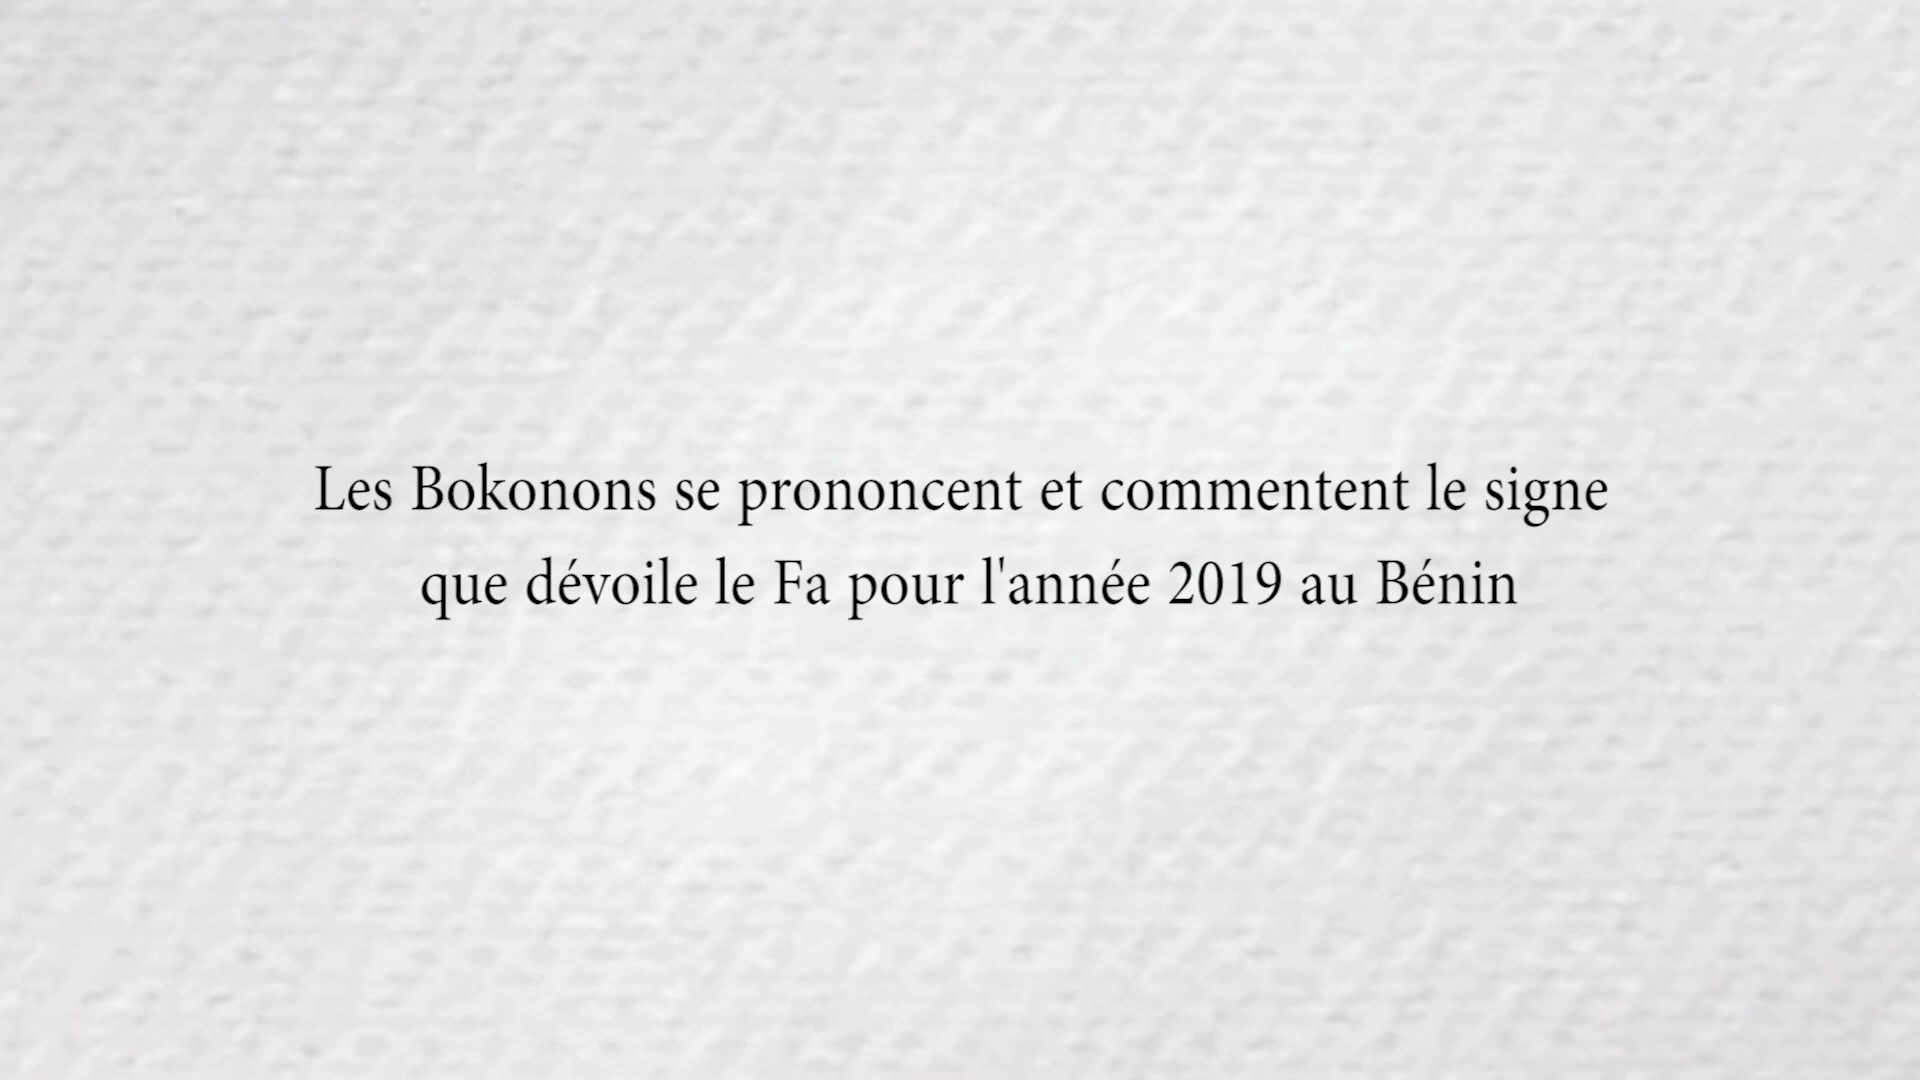 Les Bokonons se prononcent et commentent le signe
que dévoile le Fa pour l'année 2019 au Bénin